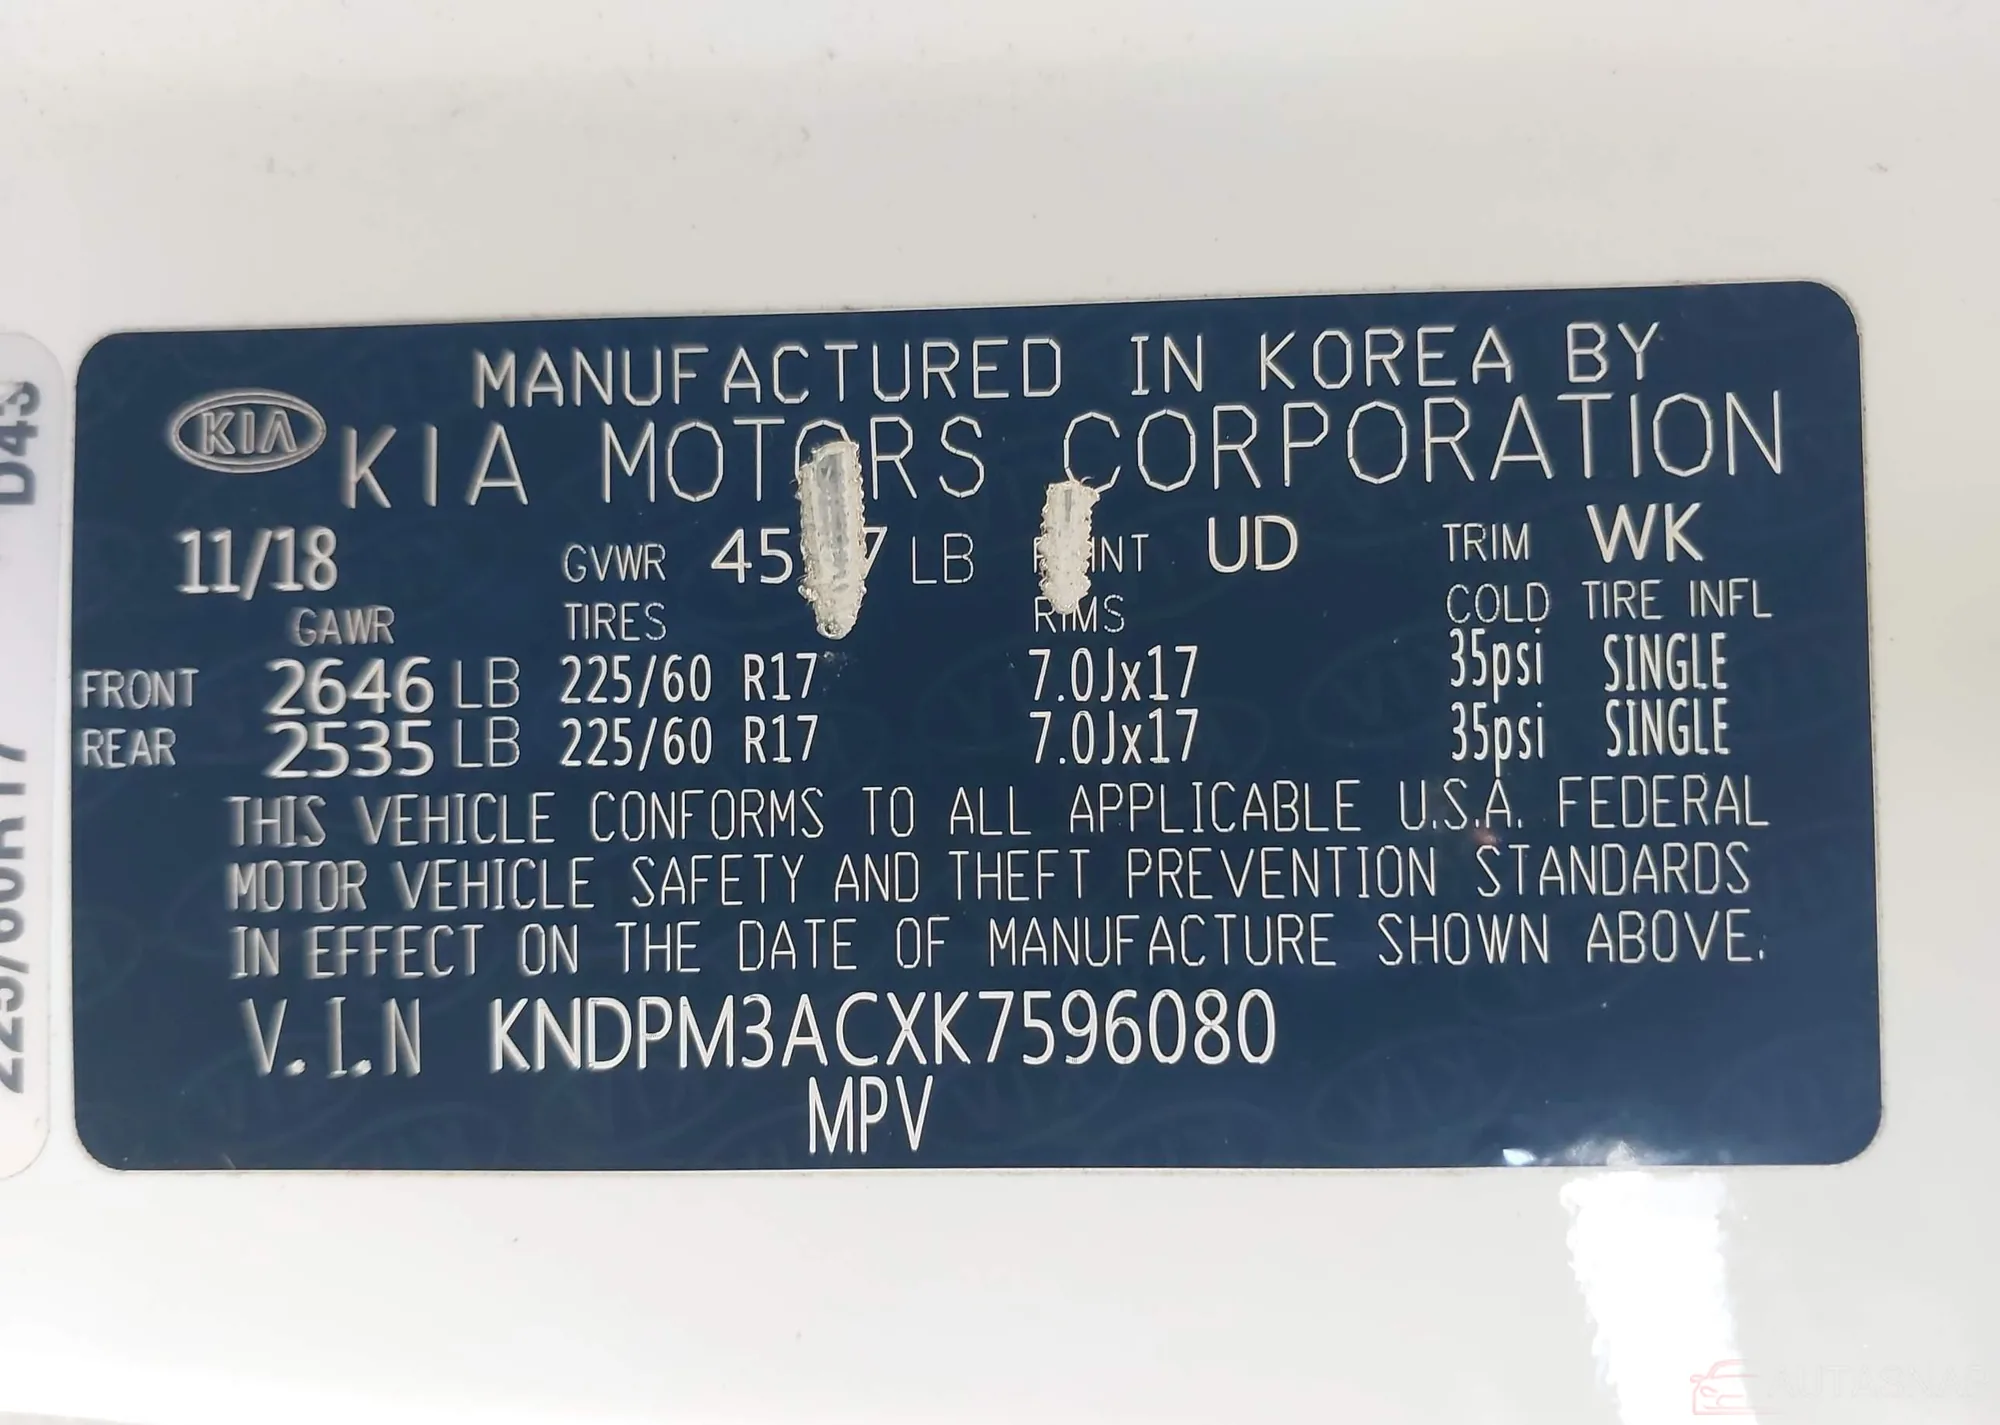 MANUFACTURED IN KOREA BY
KIA KIA MOTORS CORPORATION
11/18 GVWR LB UD TRIM WK
GAWR TIRES RIMS COLD TIRE INFL
FRONT 2646 LB 225/60 R17 7.0Jx17 35psi SINGLE
REAR 2535 LB 225/60 R17 7.0Jx17 35psi SINGLE
THIS VEHICLE CONFORMS TO ALL APPLICABLE U.S.A. FEDERAL
MOTOR VEHICLE SAFETY AND THEFT PREVENTION STANDARDS
IN EFFECT ON THE DATE OF MANUFACTURE SHOWN ABOVE.
V.I.N KNDPM3ACXK7596080
MPV